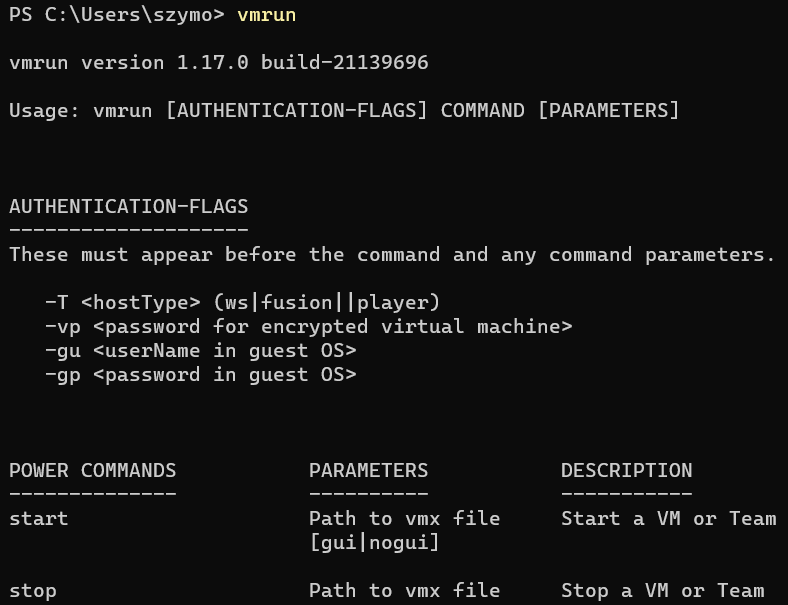 PS C:\Users\szymo> vmrun
vmrun version 1.17.0 build-21139696
Usage: vmrun [AUTHENTICATION-FLAGS] COMMAND [PARAMETERS]
AUTHENTICATION-FLAGS
--------------------
These must appear before the command and any command parameters.
   -T <hostType> (ws|fusion||player)
   -vp <password for encrypted virtual machine>
   -gu <userName in guest OS>
   -gp <password in guest OS>
POWER COMMANDS           PARAMETERS           DESCRIPTION
--------------           ----------           -----------
start                    Path to vmx file     Start a VM or Team
                         [gui|nogui]
stop                     Path to vmx file     Stop a VM or Team